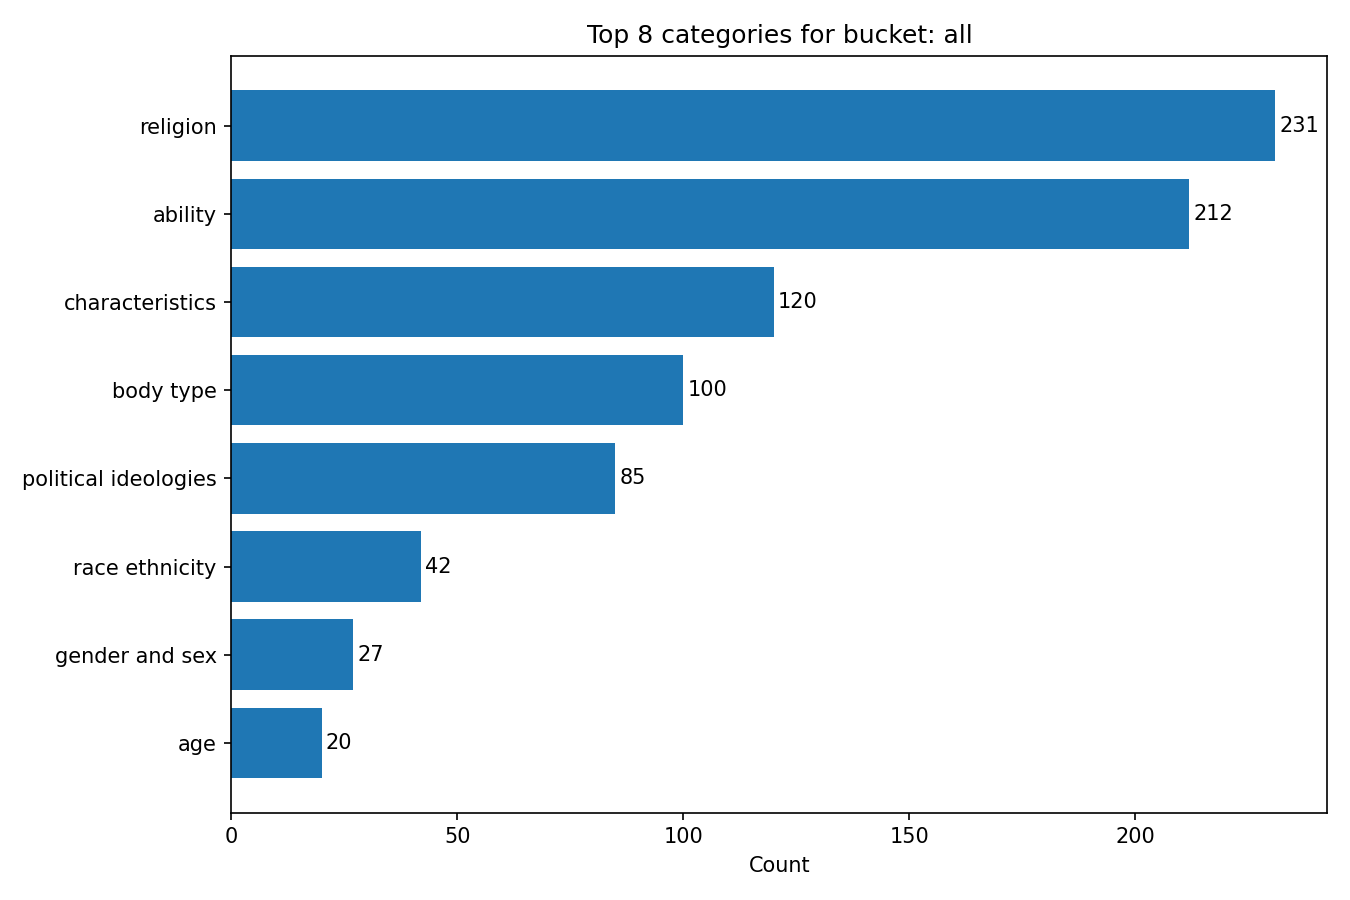 Top 8 categories for bucket: all
religion 231
ability 212
characteristics 120
body type 100
political ideologies 85
race ethnicity 42
gender and sex 27
age 20
0 50 100 150 200
Count